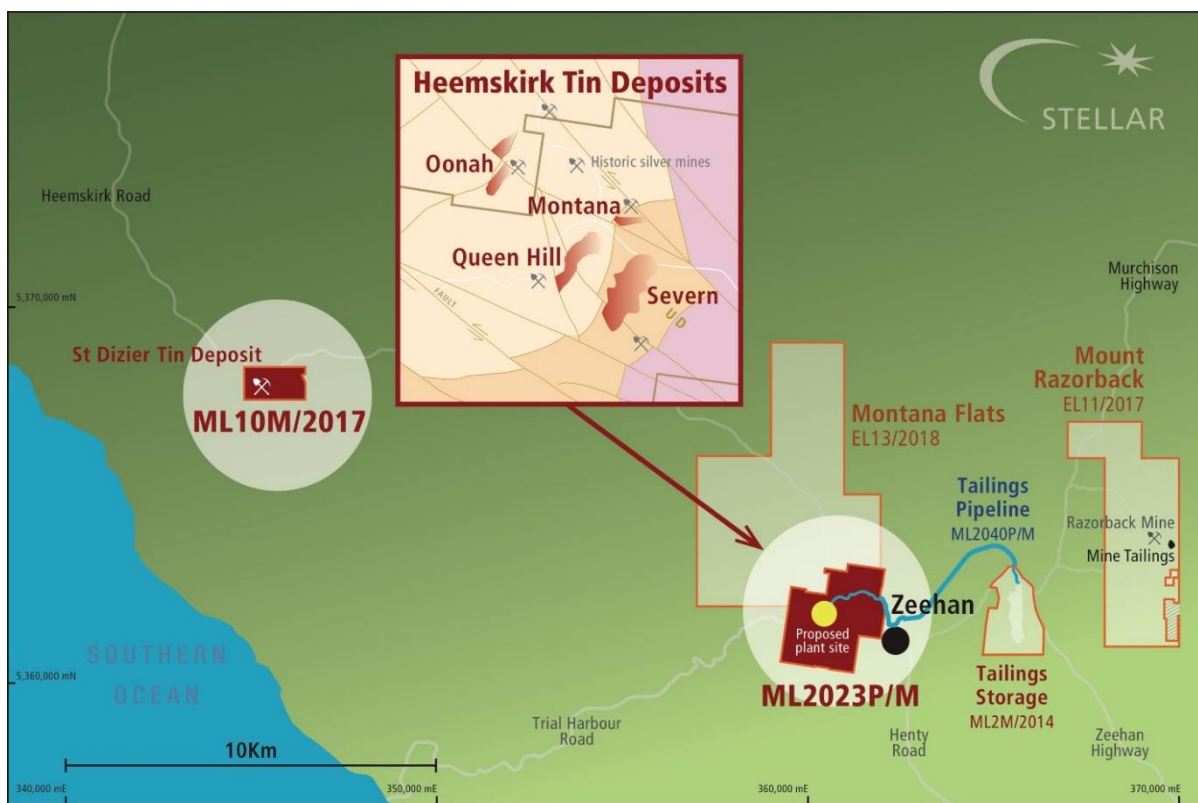 STELLAR
Heemskirk Tin Deposits
Oonah
Historic silver mines
Montana
Queen Hill
Severn
FAULT
U D
Heemskirk Road
5,370,000 mN
St Dizier Tin Deposit
ML10M/2017
Murchison
Highway
Mount
Razorback
EL11/2017
Montana Flats
EL13/2018
Tailings
Pipeline
ML2040P/M
Razorback Mine
Mine Tailings
Zeehan
Proposed
plant site
ML2023P/M
Tailings
Storage
ML2M/2014
SOUTHERN
OCEAN
5,360,000 mN
Trial Harbour
Road
Henty
Road
Zeehan
Highway
10Km
340,000 mE
350,000 mE
360,000 mE
370,000 mE